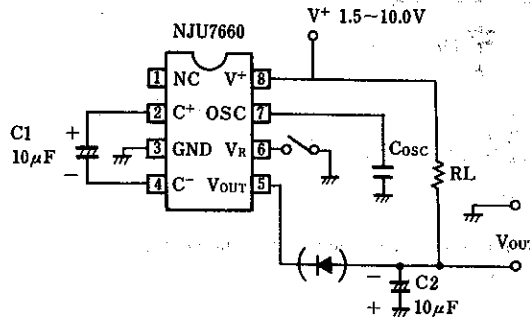 V+ 1.5~10.0V
NJU7660
1 NC V+ 8
2 C+ OSC 7
3 GND VR 6
4 C- VOUT 5
C1
+
10μF
-
COSC
RL
VOUT
- C2
+ 10μF